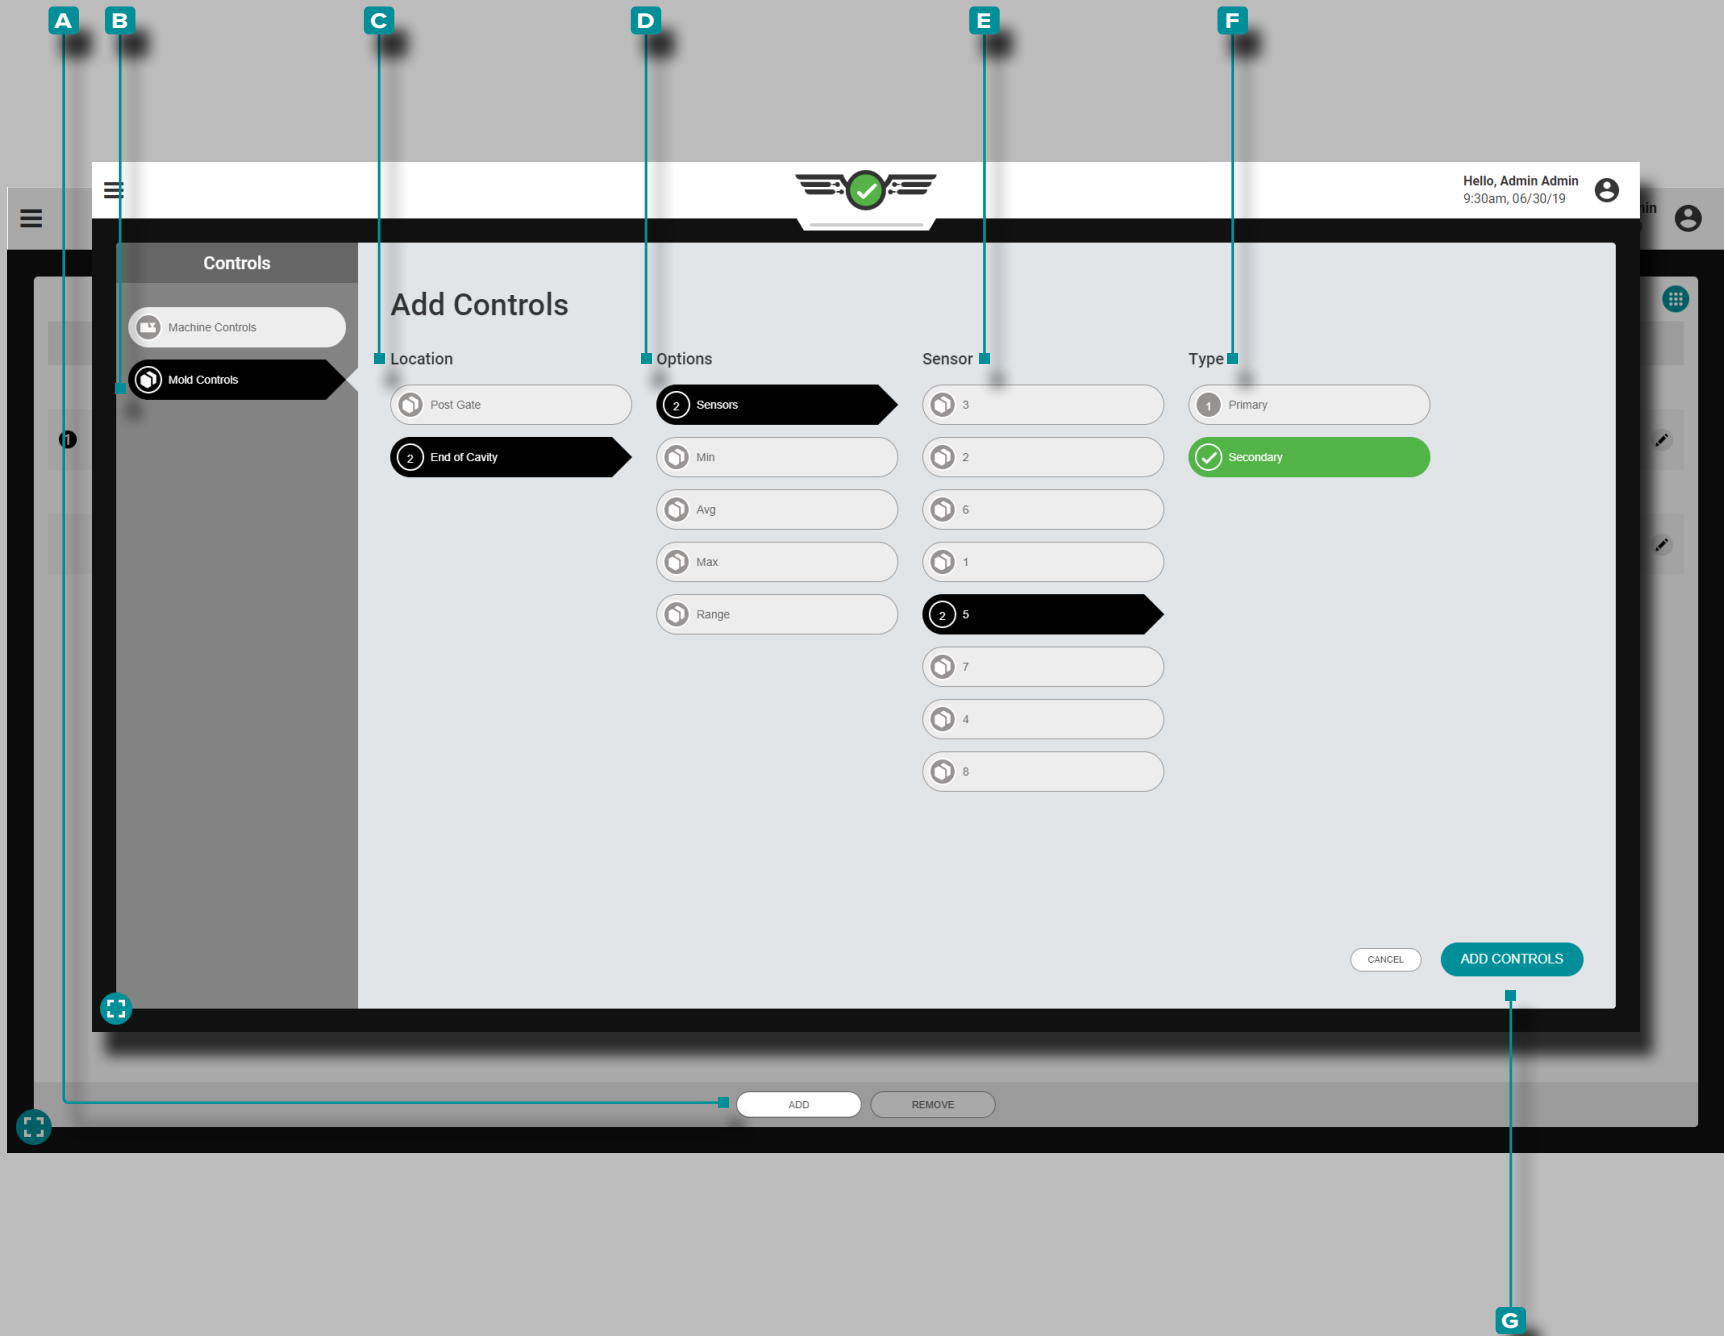 A B C D E F
Hello, Admin Admin
9:30am, 06/30/19
in
Controls
Machine Controls
Mold Controls
Add Controls
Location
Post Gate
2 End of Cavity
Options
2 Sensors
Min
Avg
Max
Range
Sensor
3
2
6
1
2 5
7
4
8
Type
1 Primary
Secondary
1
CANCEL
ADD CONTROLS
ADD
REMOVE
G